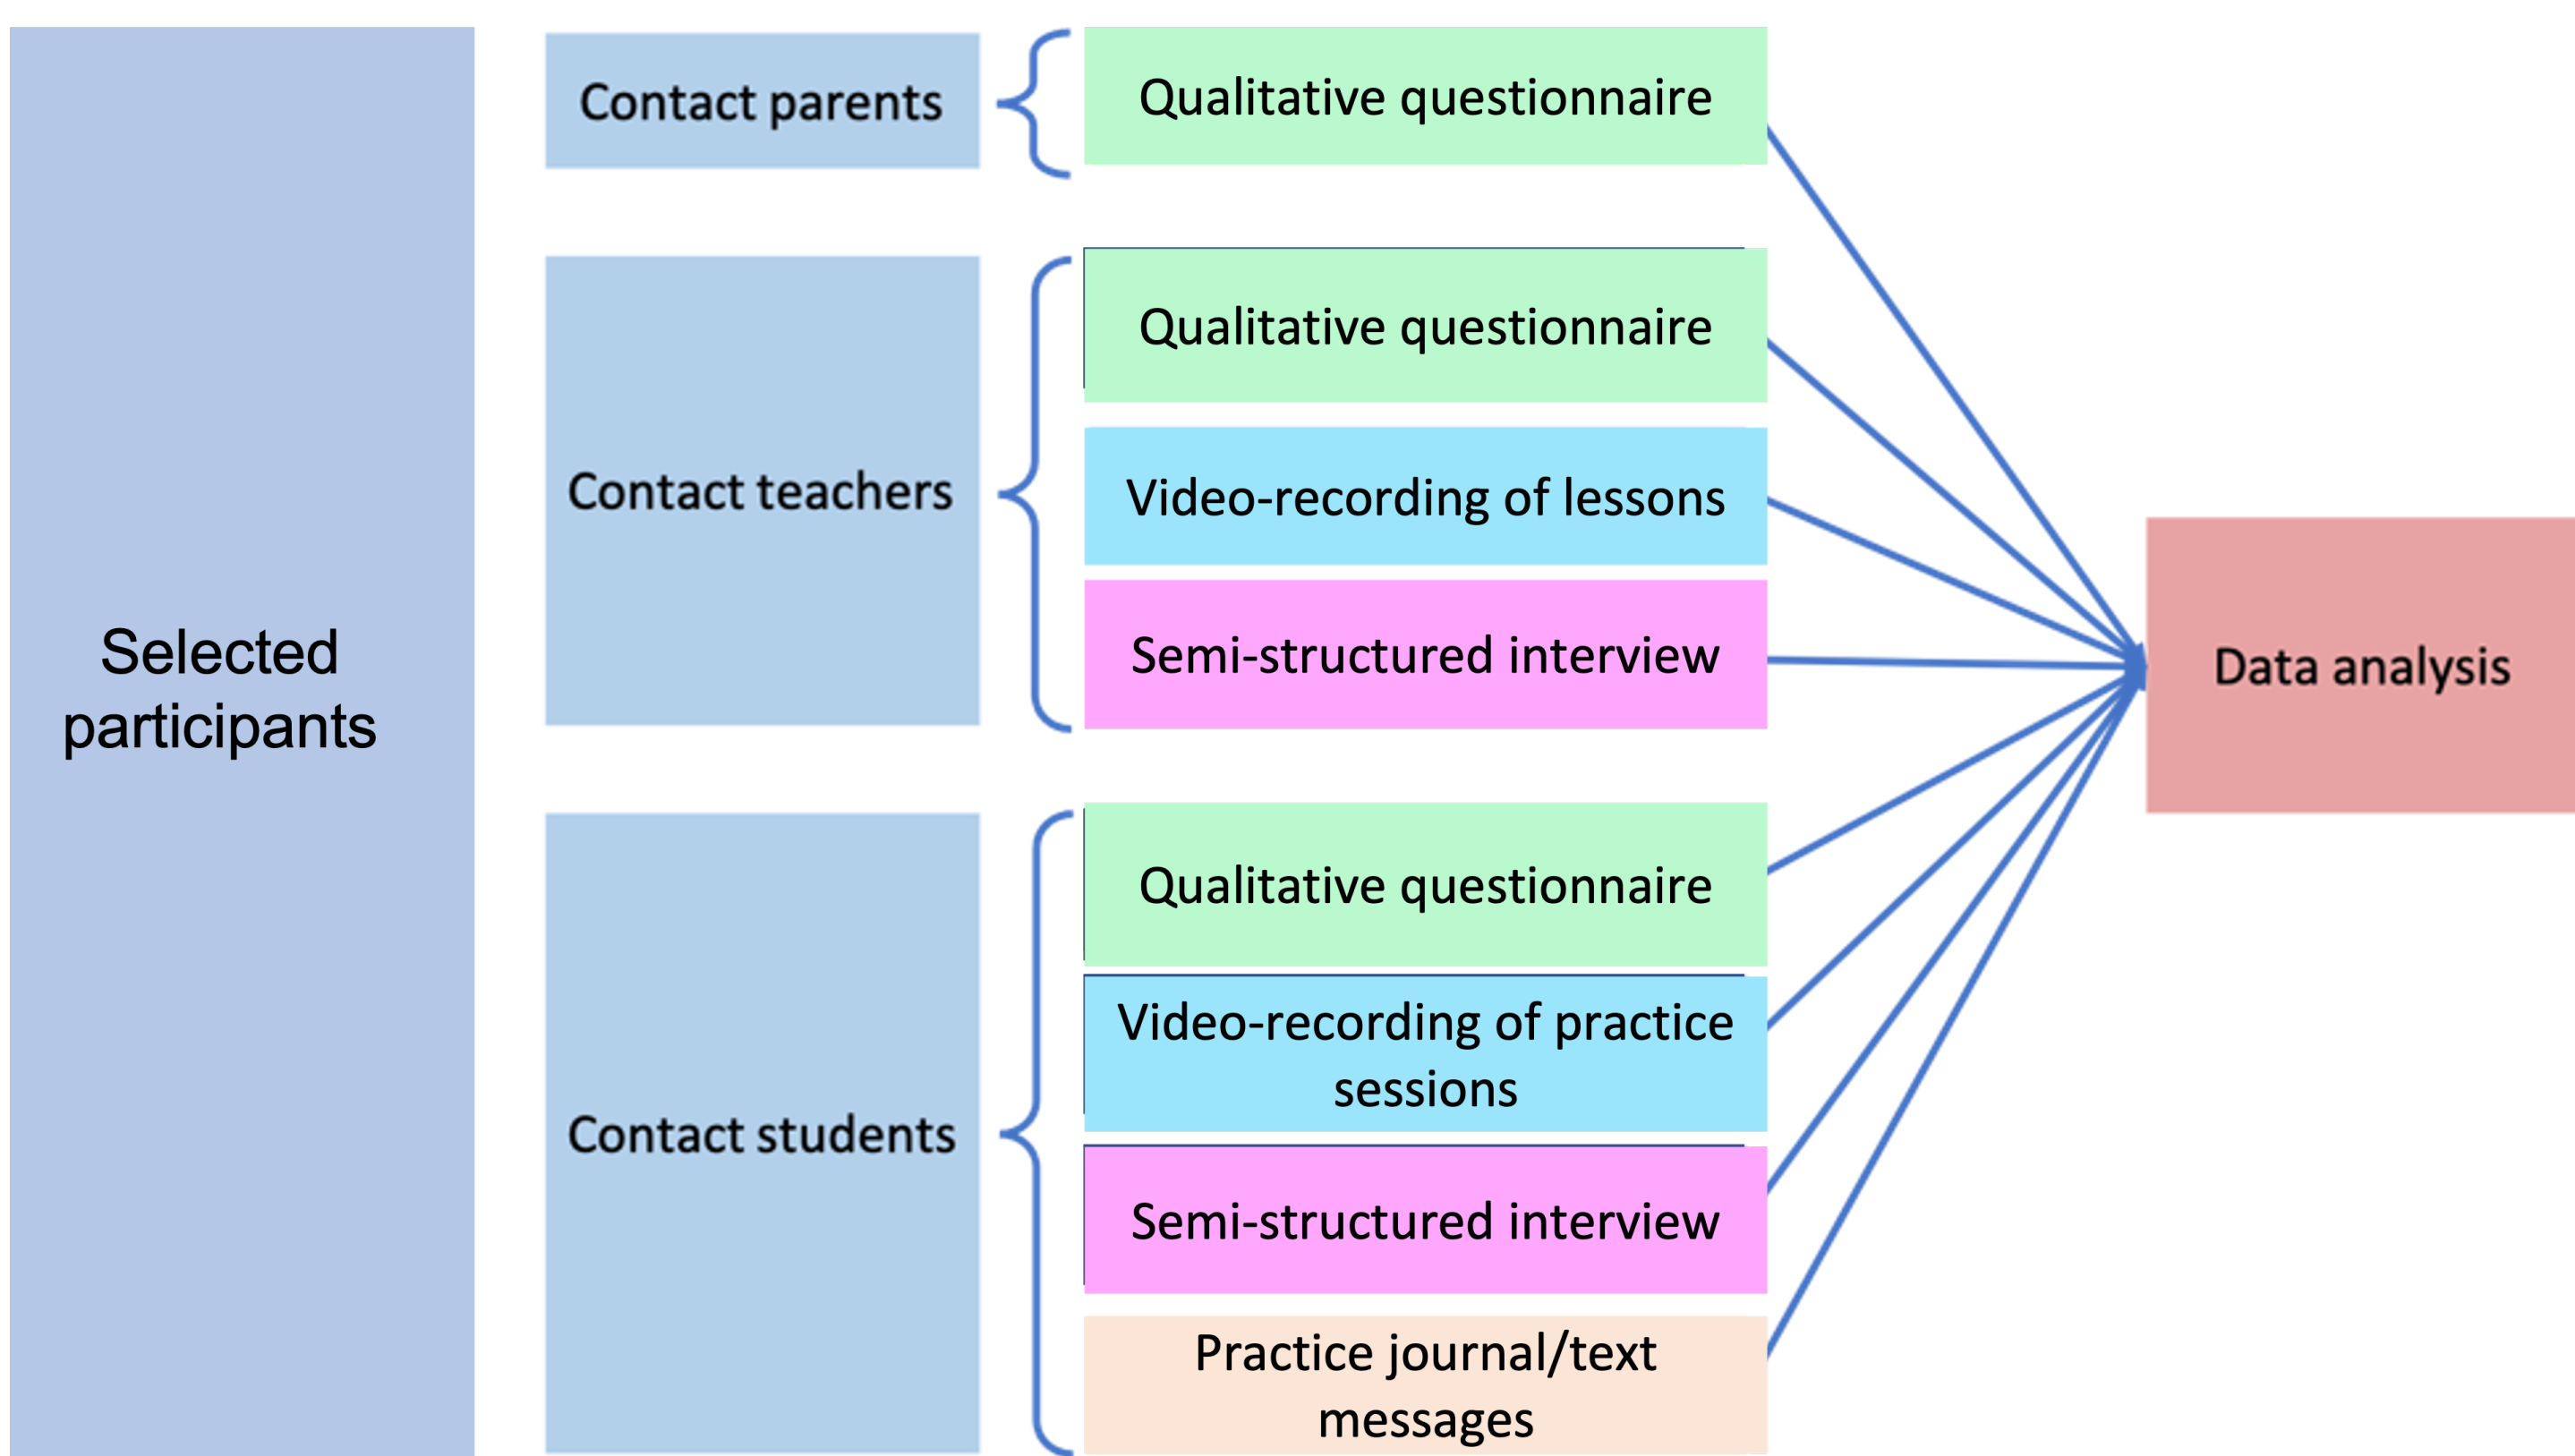 Selected
participants
Contact parents
Qualitative questionnaire
Contact teachers
Qualitative questionnaire
Video-recording of lessons
Semi-structured interview
Contact students
Qualitative questionnaire
Video-recording of practice
sessions
Semi-structured interview
Practice journal/text
messages
Data analysis